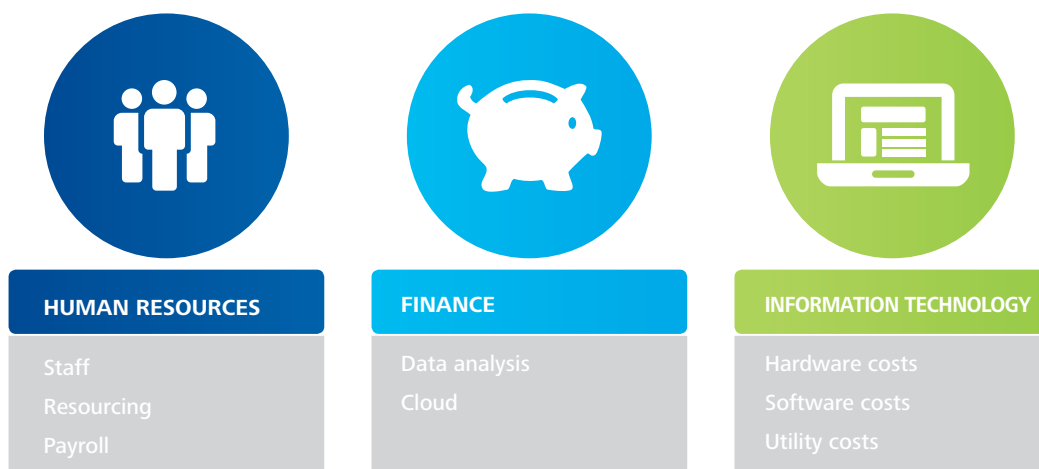 HUMAN RESOURCES
Staff
Resourcing
Payroll
FINANCE
Data analysis
Cloud
INFORMATION TECHNOLOGY
Hardware costs
Software costs
Utility costs